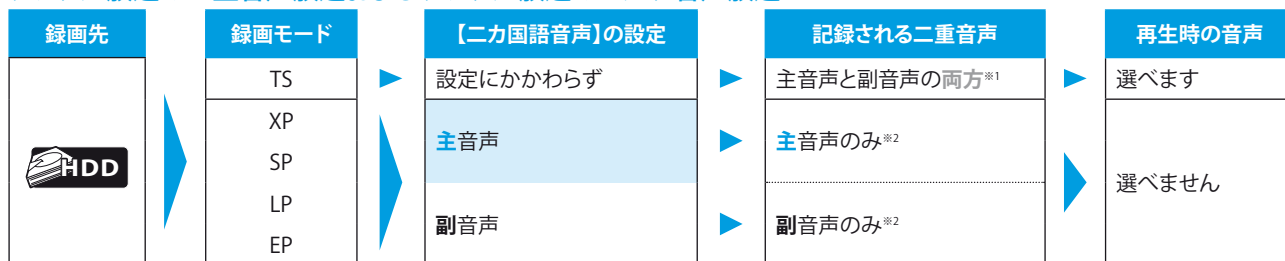 録画先 録画モード 【二カ国語音声】の設定 記録される二重音声 再生時の音声
TS 設定にかかわらず 主音声と副音声の両方※1 選べます
XP
主音声 主音声のみ※2
HDD SP
選べません
LP
副音声 副音声のみ※2
EP